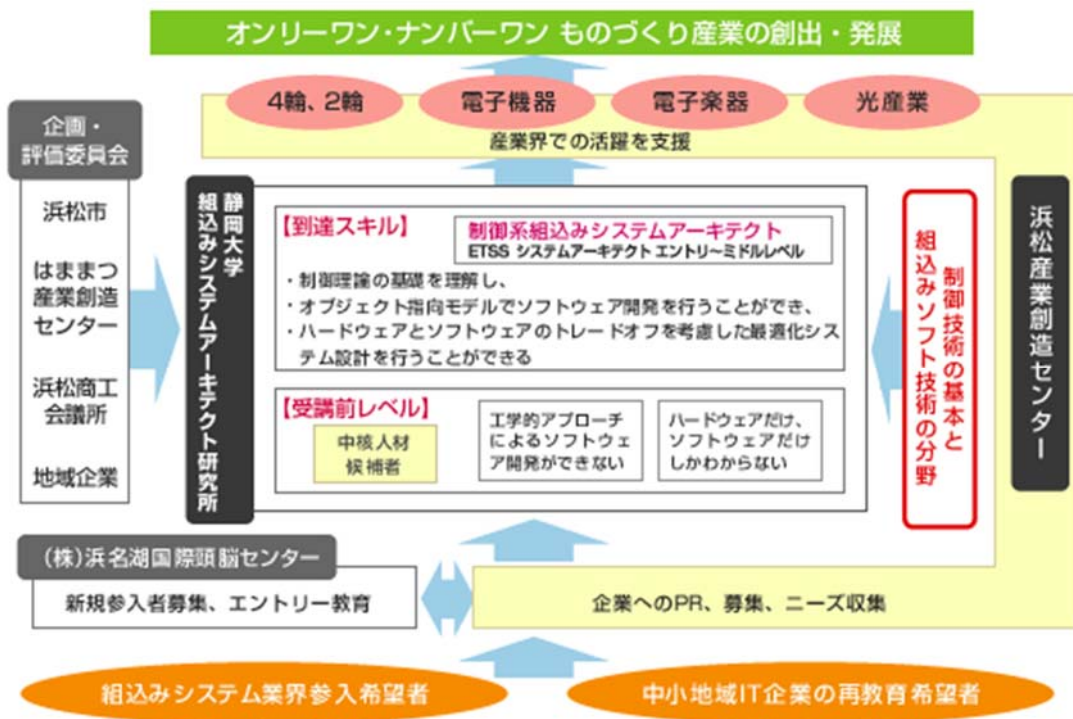 オンリーワン・ナンバーワン ものづくり産業の創出・発展
4輪、2輪
電子機器
電子楽器
光産業
産業界での活躍を支援
企画・
評価委員会
浜松市
はままつ
産業創造
センター
浜松商工
会議所
地域企業
静岡大学
組込みシステムアーキテクト研究所
【到達スキル】
制御系組込みシステムアーキテクト
ETSS システムアーキテクト エントリ～ミドルレベル
・制御理論の基礎を理解し、
・オブジェクト指向モデルでソフトウェア開発を行うことができ、
・ハードウェアとソフトウェアのトレードオフを考慮した最適化シス
テム設計を行うことができる
【受講前レベル】
中核人材
候補者
工学的アプローチ
によるソフトウェ
ア開発ができない
ハードウェアだけ、
ソフトウェアだけ
しかわからない
制御技術の基本と
組込みソフト技術の分野
浜松産業創造センター
(株)浜名湖国際頭脳センター
新規参入者募集、エントリー教育
企業へのPR、募集、ニーズ収集
組込みシステム業界参入希望者
中小地域IT企業の再教育希望者